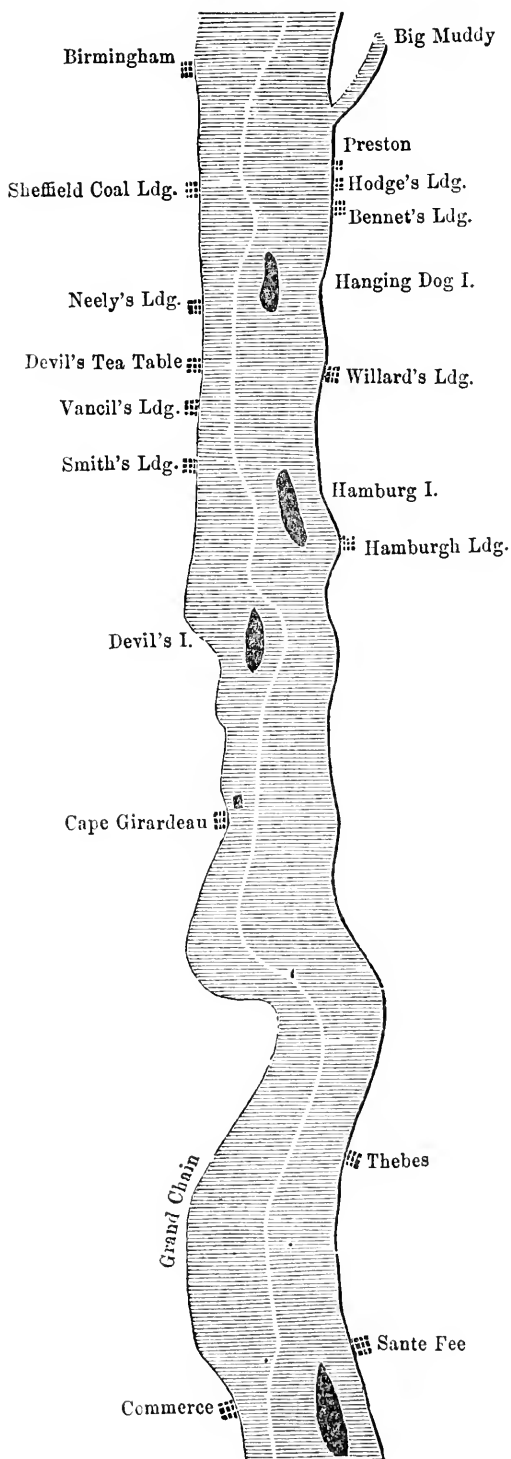 Big Muddy
Birmingham
Preston
Sheffield Coal Ldg.
Hodge's Ldg.
Bennet's Ldg.
Hanging Dog I.
Neely's Ldg.
Devil's Tea Table
Willard's Ldg.
Vancil's Ldg.
Smith's Ldg.
Hamburg I.
Hamburgh Ldg.
Devil's I.
Cape Girardeau
Thebes
Grand Chain
Sante Fee
Commerce